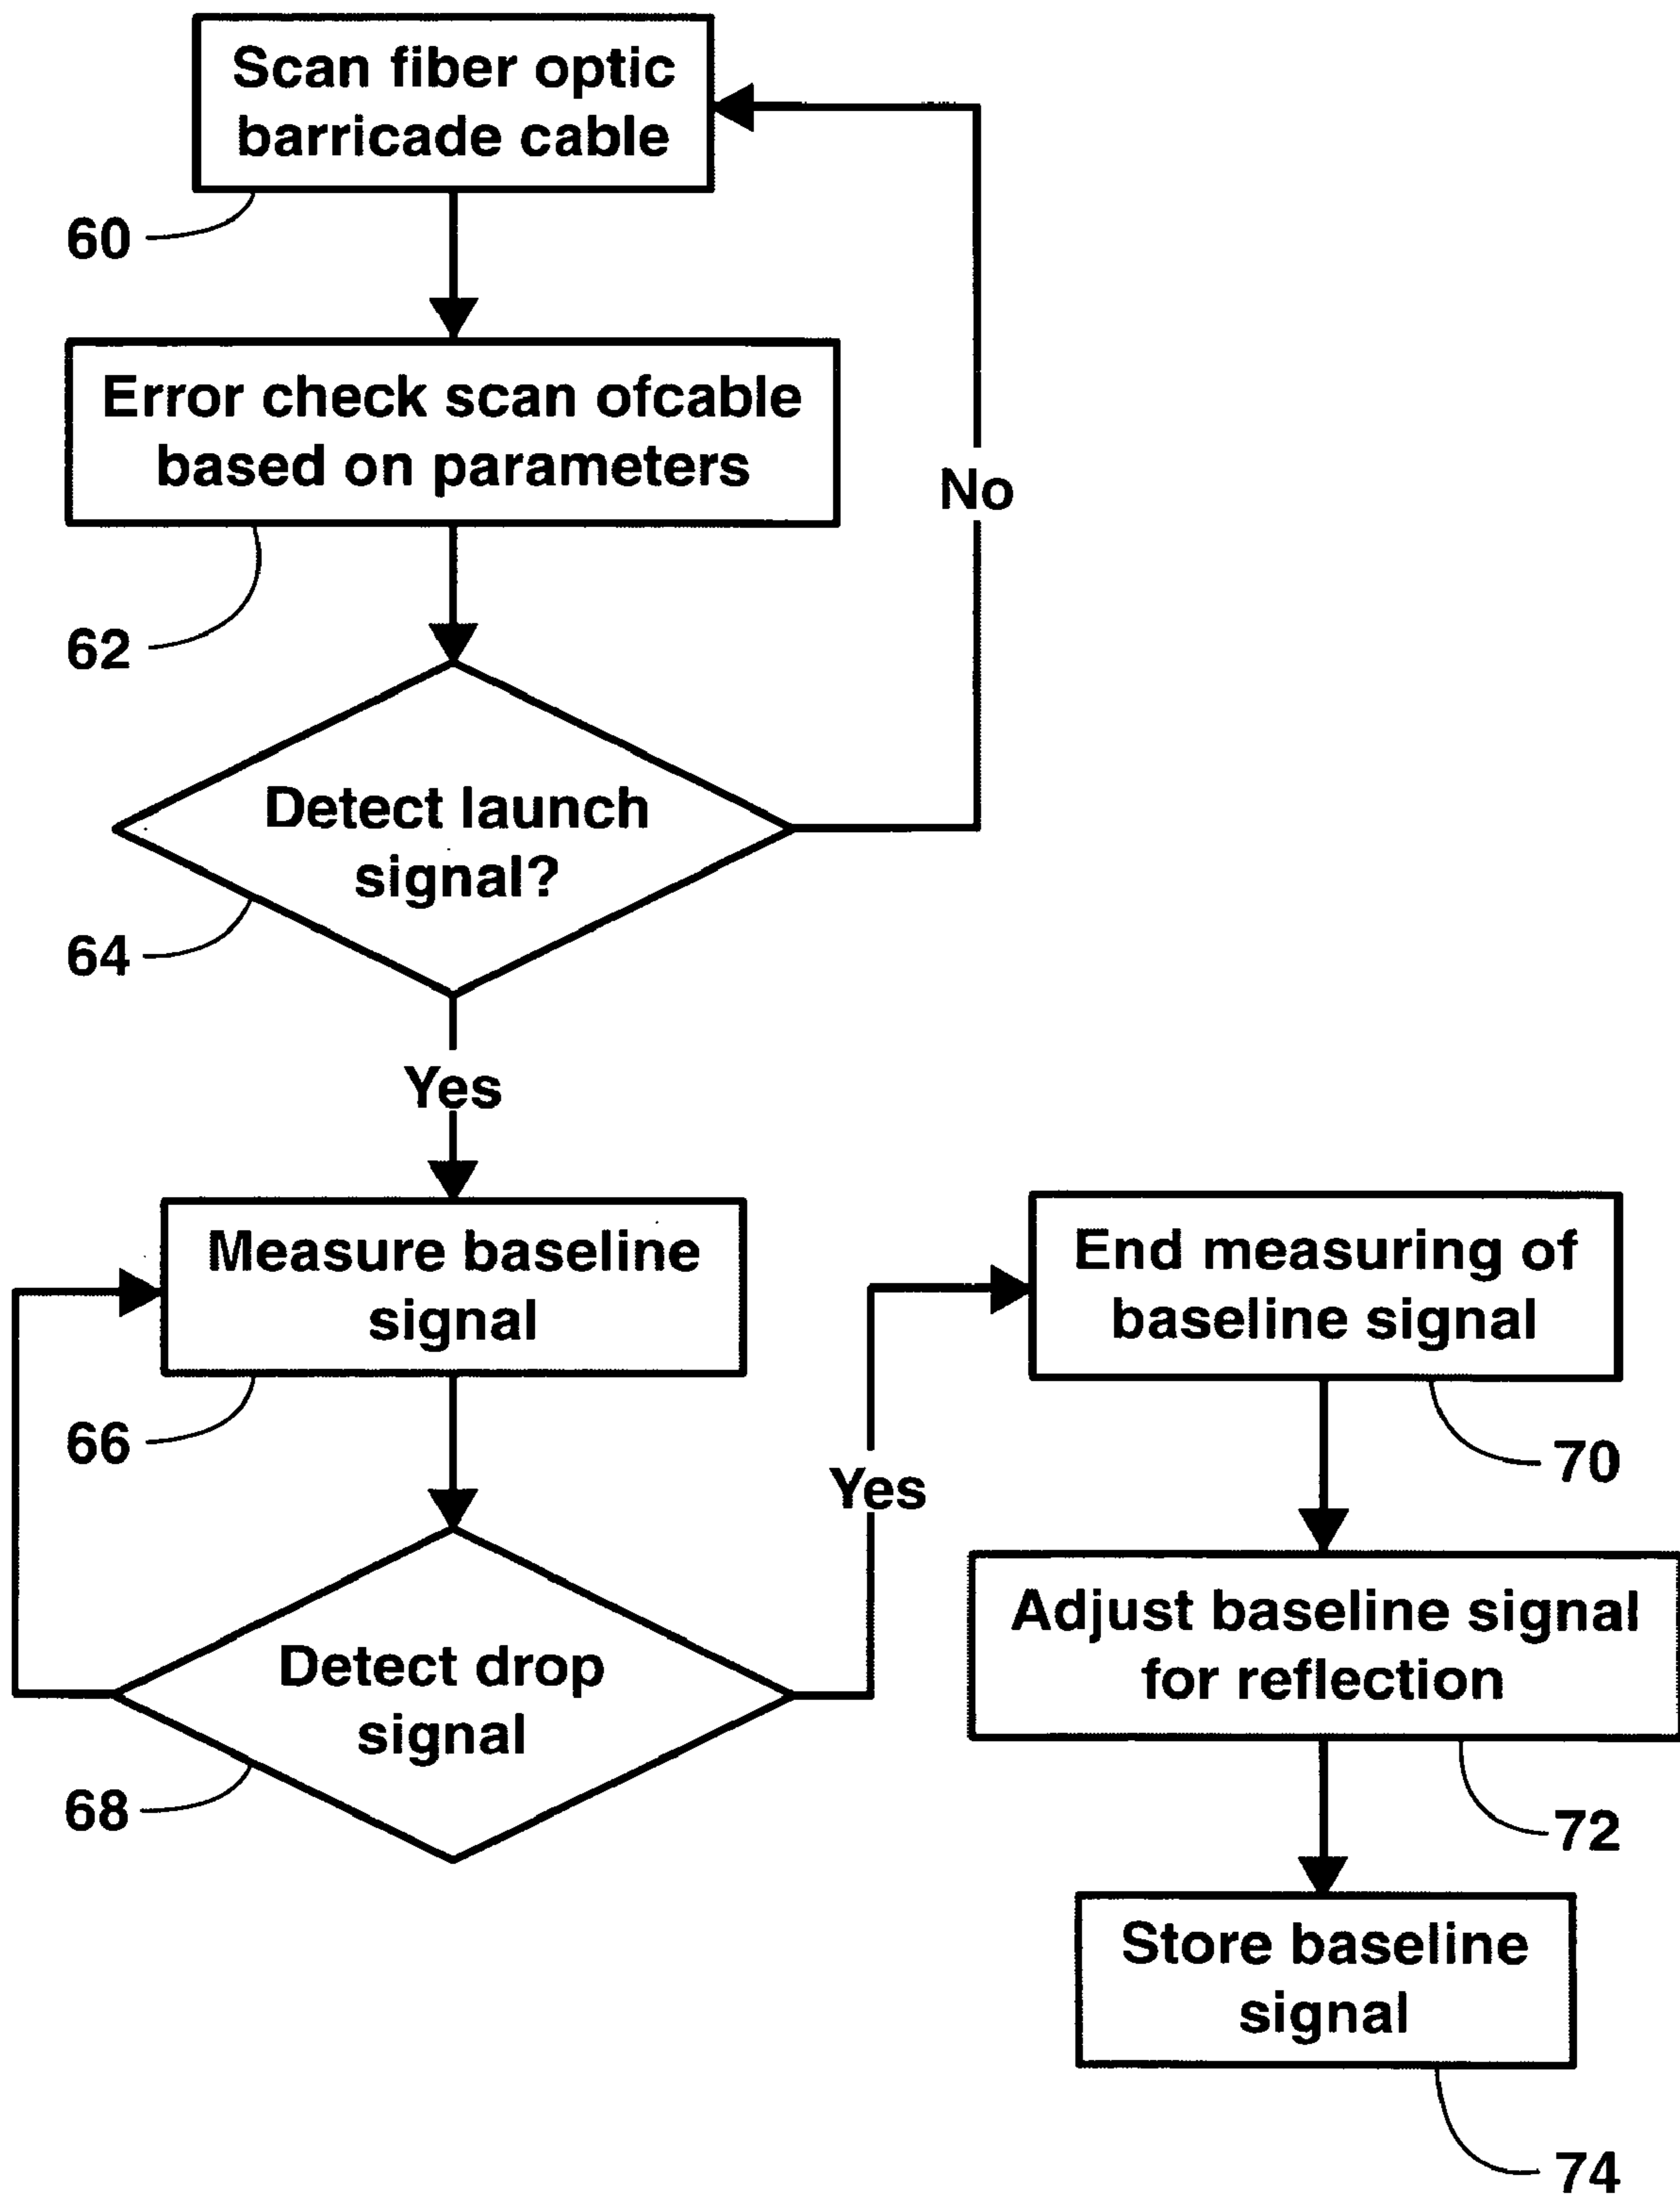 Scan fiber optic
barricade cable
60
Error check scan ofcable
based on parameters
No
62
Detect launch
signal?
64
Yes
Measure baseline
signal
66
Detect drop
signal
68
Yes
End measuring of
baseline signal
70
Adjust baseline signal
for reflection
72
Store baseline
signal
74